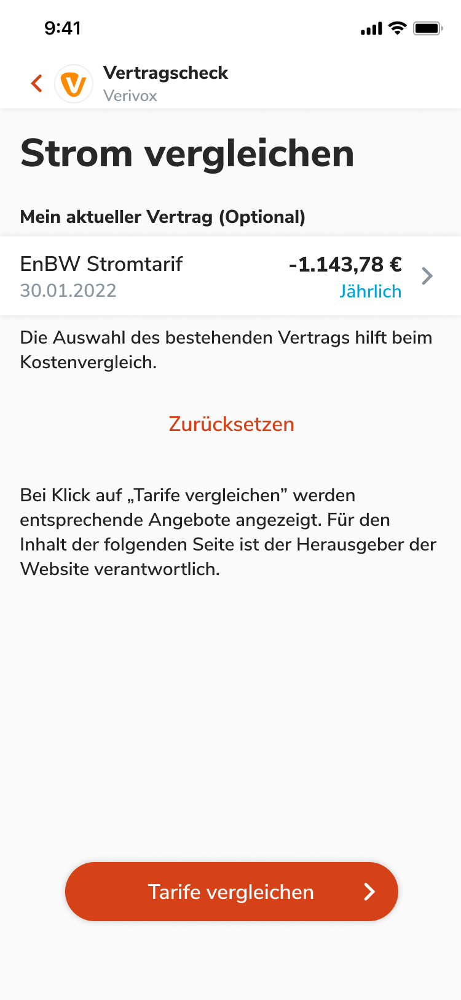 9:41
Vertragscheck
Verivox
Strom vergleichen
Mein aktueller Vertrag (Optional)
EnBW Stromtarif
-1.143,78 €
30.01.2022
Jährlich
Die Auswahl des bestehenden Vertrags hilft beim
Kostenvergleich.
Zurücksetzen
Bei Klick auf „Tarife vergleichen” werden
entsprechende Angebote angezeigt. Für den
Inhalt der folgenden Seite ist der Herausgeber der
Website verantwortlich.
Tarife vergleichen